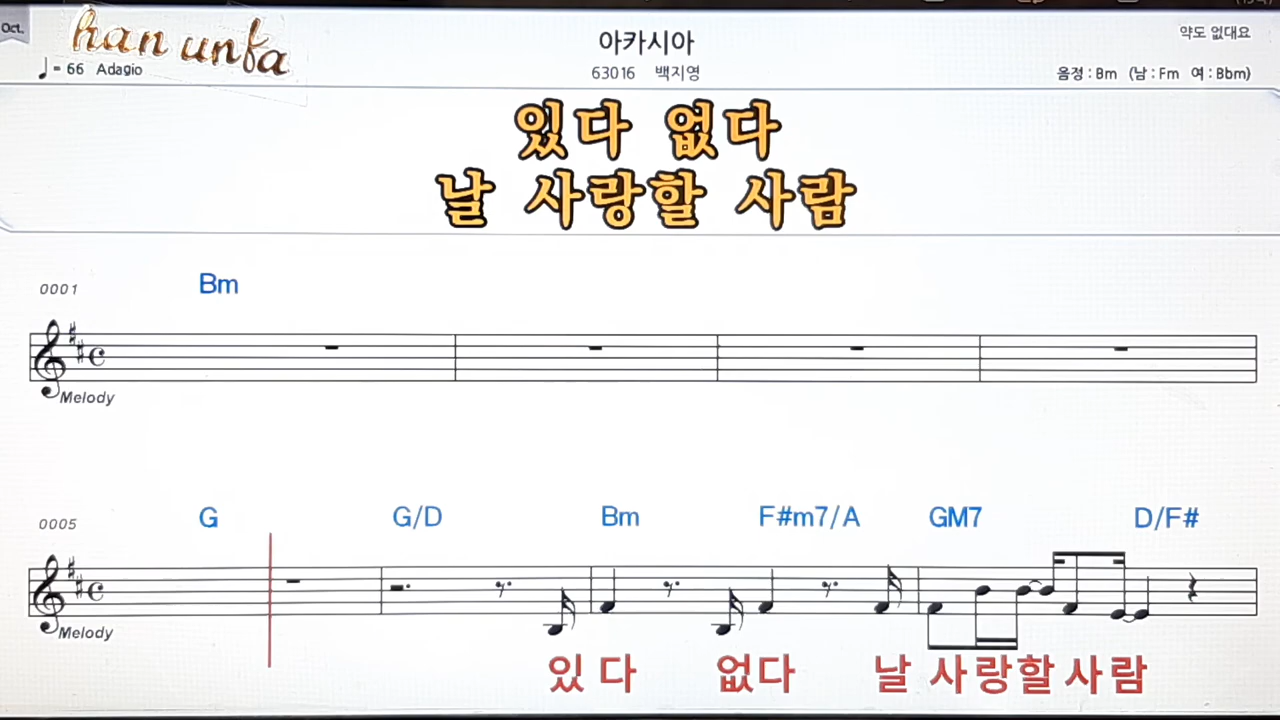 Oct.
han unfa
♩= 66 Adagio
아카시아
63016 백지영
약도 없대요
음정 : Bm (남 : Fm 여 : Bbm)
있다 없다
날 사랑할 사람
0001
Bm
Melody
0005
G G/D Bm F#m7/A GM7 D/F#
Melody
있 다 없다 날 사랑할 사람